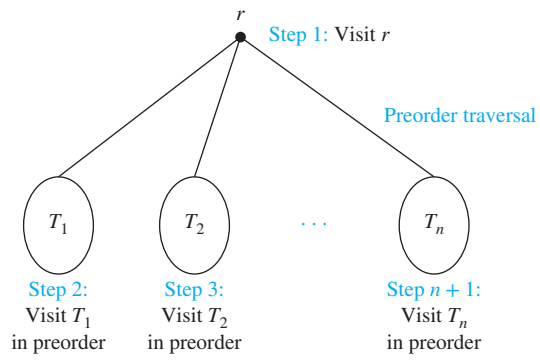 r
Step 1: Visit r
Preorder traversal
T1
T2
. . .
Tn
Step 2:
Visit T1
in preorder
Step 3:
Visit T2
in preorder
Step n + 1:
Visit Tn
in preorder